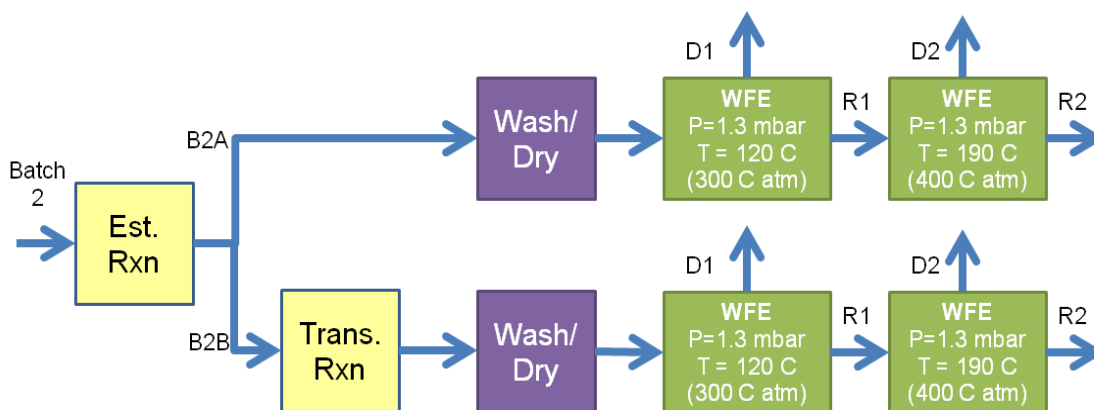 D1
D2
WFE
P=1.3 mbar
T = 120 C
(300 C atm)
R1
WFE
P=1.3 mbar
T = 190 C
(400 C atm)
R2
Wash/
Dry
B2A
Batch
2
Est.
Rxn
B2B
Trans.
Rxn
Wash/
Dry
D1
D2
WFE
P=1.3 mbar
T = 120 C
(300 C atm)
R1
WFE
P=1.3 mbar
T = 190 C
(400 C atm)
R2